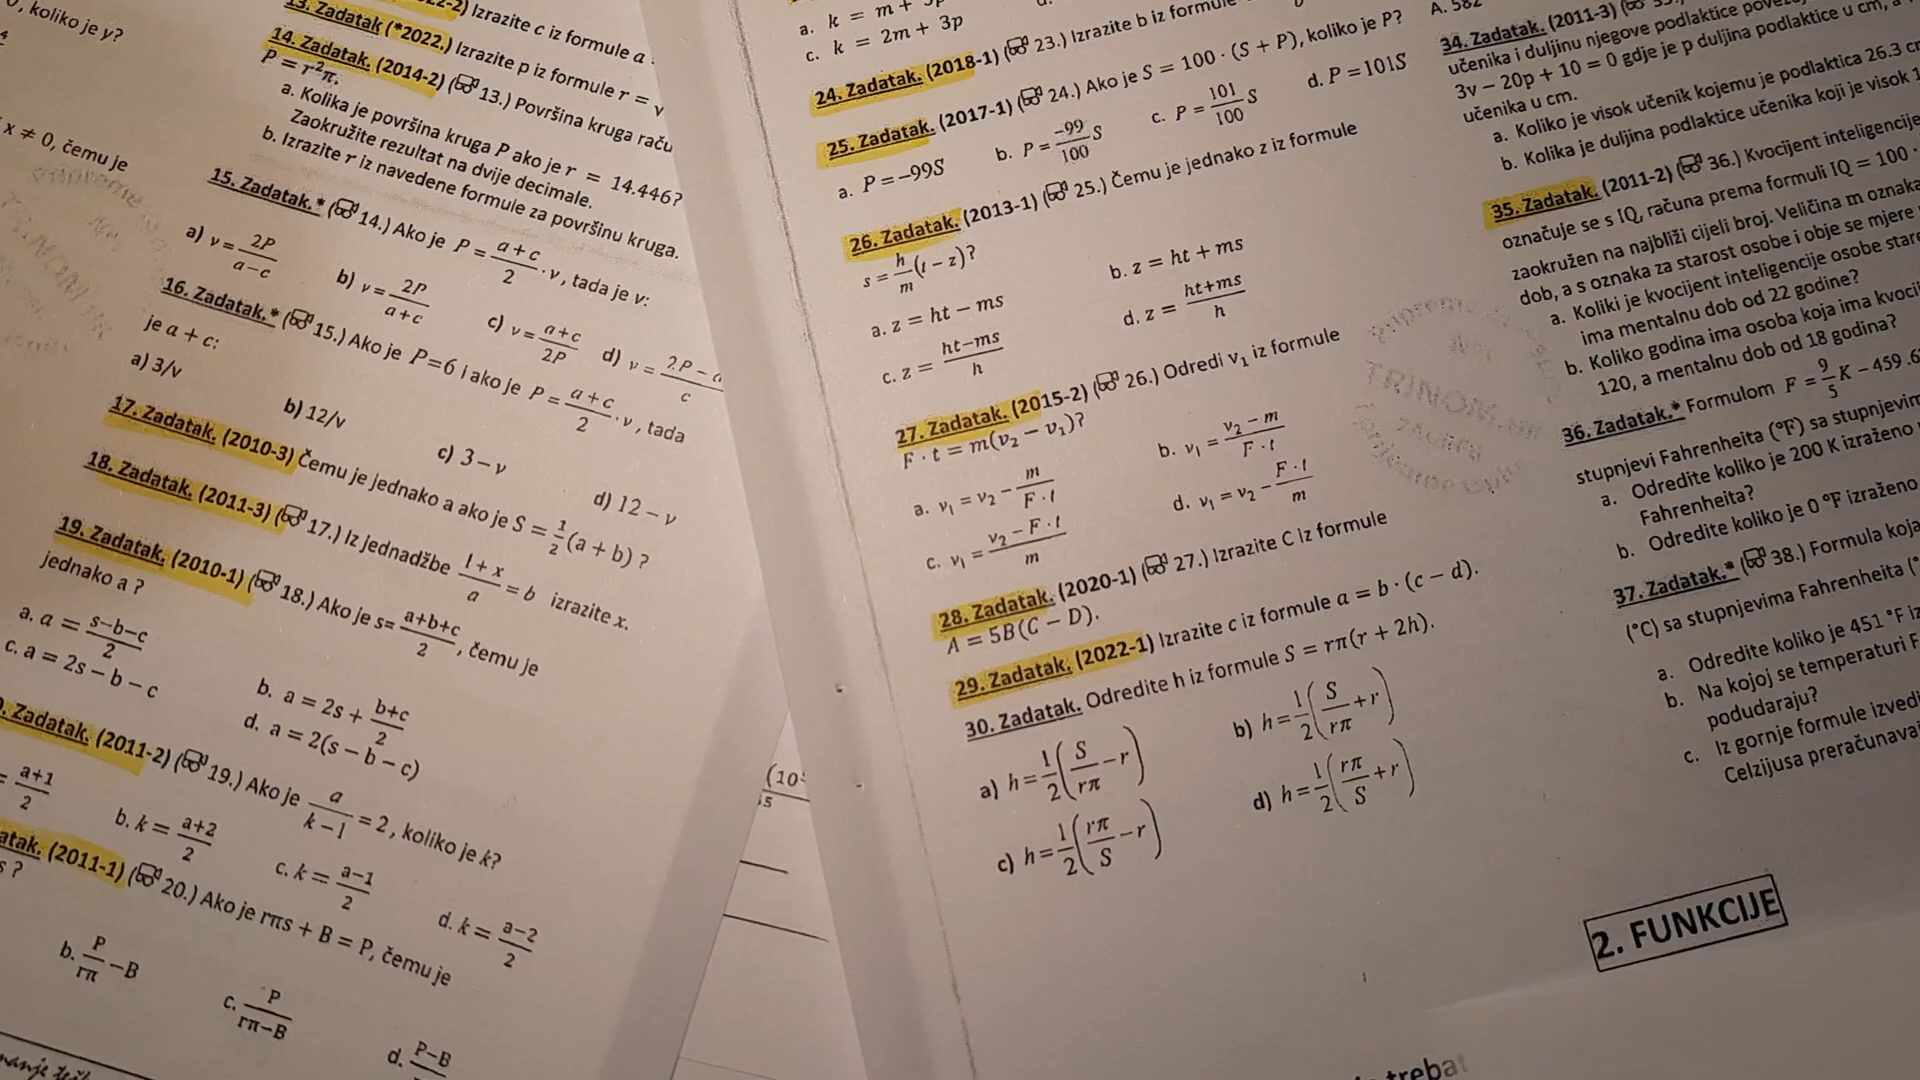 , koliko je y?
x ≠ 0, čemu je
Izrazite c iz formule a
13. Zadatak (*2022.) Izrazite p iz formule r = √
14. Zadatak. (2014-2) (13.) Površina kruga raču
P = r²π.
a. Kolika je površina kruga P ako je r = 14.446?
Zaokružite rezultat na dvije decimale.
b. Izrazite r iz navedene formule za površinu kruga.
15. Zadatak.* (14.) Ako je P = (a+c)/2 · v, tada je v:
a) v = 2P/(a−c) b) v = 2P/(a+c) c) v = (a+c)/2P d) v =
16. Zadatak.* (15.) Ako je P=6 i ako je P = (a+c)/2 · v, tada
je a + c:
a) 3/v b) 12/v c) 3 − v d) 12 − v
17. Zadatak. (2010-3) Čemu je jednako a ako je S = 1/2 (a + b) ?
18. Zadatak. (2011-3) (17.) Iz jednadžbe (1+x)/a = b izrazite x.
19. Zadatak. (2010-1) (18.) Ako je s= (a+b+c)/2, čemu je
jednako a ?
a. a = (s−b−c)/2 b. a = 2s + (b+c)/2
c. a = 2s − b − c d. a = 2(s − b − c)
. Zadatak. (2011-2) (19.) Ako je a/(k−1) = 2, koliko je k?
= (a+1)/2 b. k = (a+2)/2 c. k = (a−1)/2 d. k = (a−2)/2
atak. (2011-1) (20.) Ako je rπs + B = P, čemu je
s ?
b. P/rπ −B c. P/(rπ−B) d. P−B
a. k = m +
c. k = 2m + 3p
24. Zadatak. (2018-1) (23.) Izrazite b iz formule
25. Zadatak. (2017-1) (24.) Ako je S = 100 · (S + P), koliko je P?
a. P = −99S b. P = −99/100 S c. P = 101/100 S d. P = 101S
26. Zadatak. (2013-1) (25.) Čemu je jednako z iz formule
s = h/m (t − z)?
a. z = ht − ms b. z = ht + ms
c. z = (ht−ms)/h d. z = (ht+ms)/h
27. Zadatak. (2015-2) (26.) Odredi v₁ iz formule
F · t = m(v₂ − v₁)?
a. v₁ = v₂ − m/(F·t) b. v₁ = (v₂ − m)/(F·t)
c. v₁ = (v₂ − F·t)/m d. v₁ = v₂ − (F·t)/m
28. Zadatak. (2020-1) (27.) Izrazite C iz formule
A = 5B(C − D).
29. Zadatak. (2022-1) Izrazite c iz formule a = b · (c − d).
30. Zadatak. Odredite h iz formule S = rπ(r + 2h).
a) h = 1/2 (S/rπ − r) b) h = 1/2 (S/rπ + r)
c) h = 1/2 (rπ/S − r) d) h = 1/2 (rπ/S + r)
34. Zadatak. (2011-3)
učenika i duljinu njegove podlaktice
3v − 20p + 10 = 0 gdje je p duljina podlaktice u cm,
učenika u cm.
a. Koliko je visok učenik kojemu je podlaktica 26.3
b. Kolika je duljina podlaktice učenika koji je visok
35. Zadatak. (2011-2) (36.) Kvocijent inteligencije
označuje se s IQ, računa prema formuli IQ = 100 ·
zaokružen na najbliži cijeli broj. Veličina m oznaka
dob, a s oznaka za starost osobe i obje se mjere
a. Koliki je kvocijent inteligencije osobe
ima mentalnu dob od 22 godine?
b. Koliko godina ima osoba koja ima
120, a mentalnu dob od 18 godina?
36. Zadatak.* Formulom F = 9/5 K − 459.6
stupnjevi Fahrenheita (°F) sa
a. Odredite koliko je 200 K izraženo
Fahrenheita?
b. Odredite koliko je 0 °F izraženo
37. Zadatak.* (38.) Formula koja
(°C) sa stupnjevima Fahrenheita (°
a. Odredite koliko je 451 °F
b. Na kojoj se temperaturi F
podudaraju?
c. Iz gornje formule
Celzijusa
2. FUNKCIJE
TRINOM.HR
ZAGREB
(10